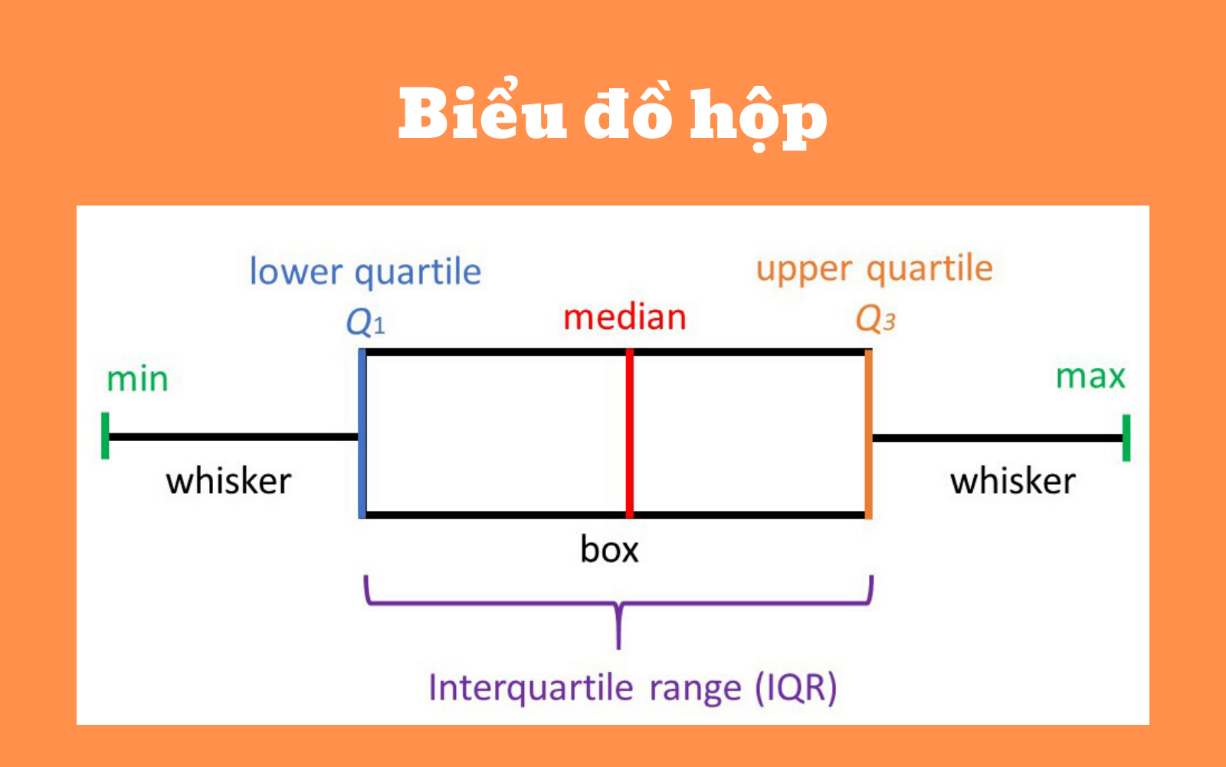 Biểu đồ hộp
lower quartile
Q1
median
upper quartile
Q3
min
max
whisker
whisker
box
Interquartile range (IQR)